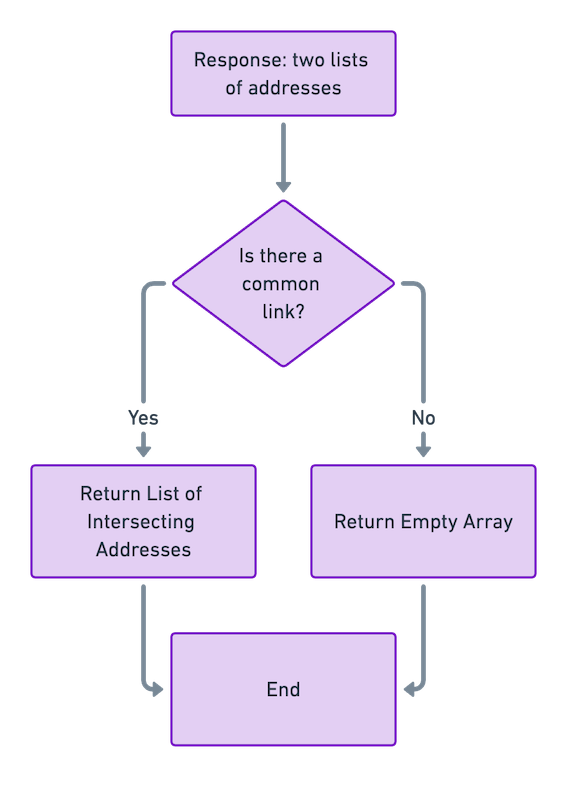 Response: two lists
of addresses
Is there a
common
link?
Yes
No
Return List of
Intersecting
Addresses
Return Empty Array
End